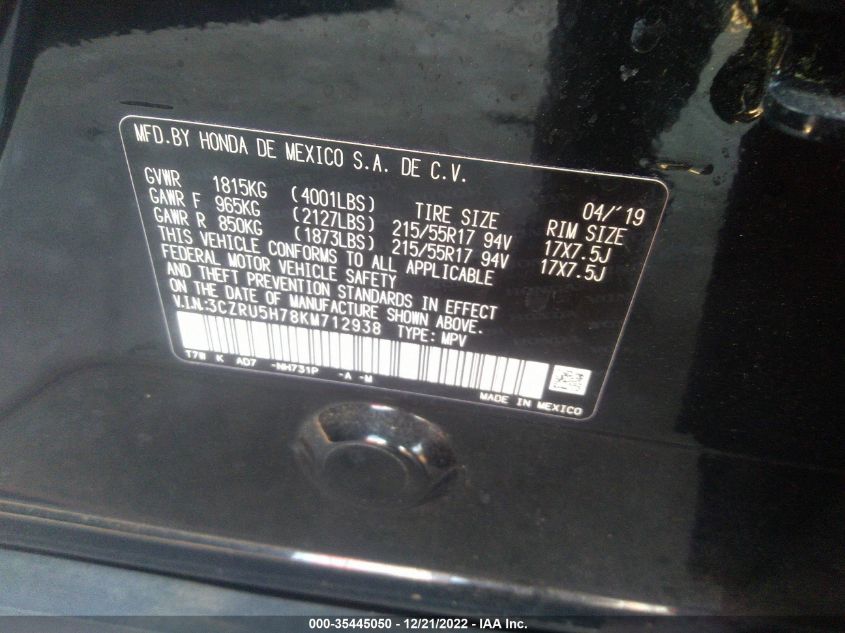 MFD.BY HONDA DE MEXICO S.A. DE C.V.
04/'19
GVWR 1815KG (4001LBS) TIRE SIZE RIM SIZE
GAWR F 965KG (2127LBS) 215/55R17 94V 17X7.5J
GAWR R 850KG (1873LBS) 215/55R17 94V 17X7.5J
THIS VEHICLE CONFORMS TO ALL APPLICABLE
FEDERAL MOTOR VEHICLE SAFETY
AND THEFT PREVENTION STANDARDS IN EFFECT
ON THE DATE OF MANUFACTURE SHOWN ABOVE.
V.I.N.:3CZRU5H78KM712938 TYPE: MPV
T7W K AD7 -NH731P -A -M
MADE IN MEXICO
000-35445050 - 12/21/2022 - IAA Inc.